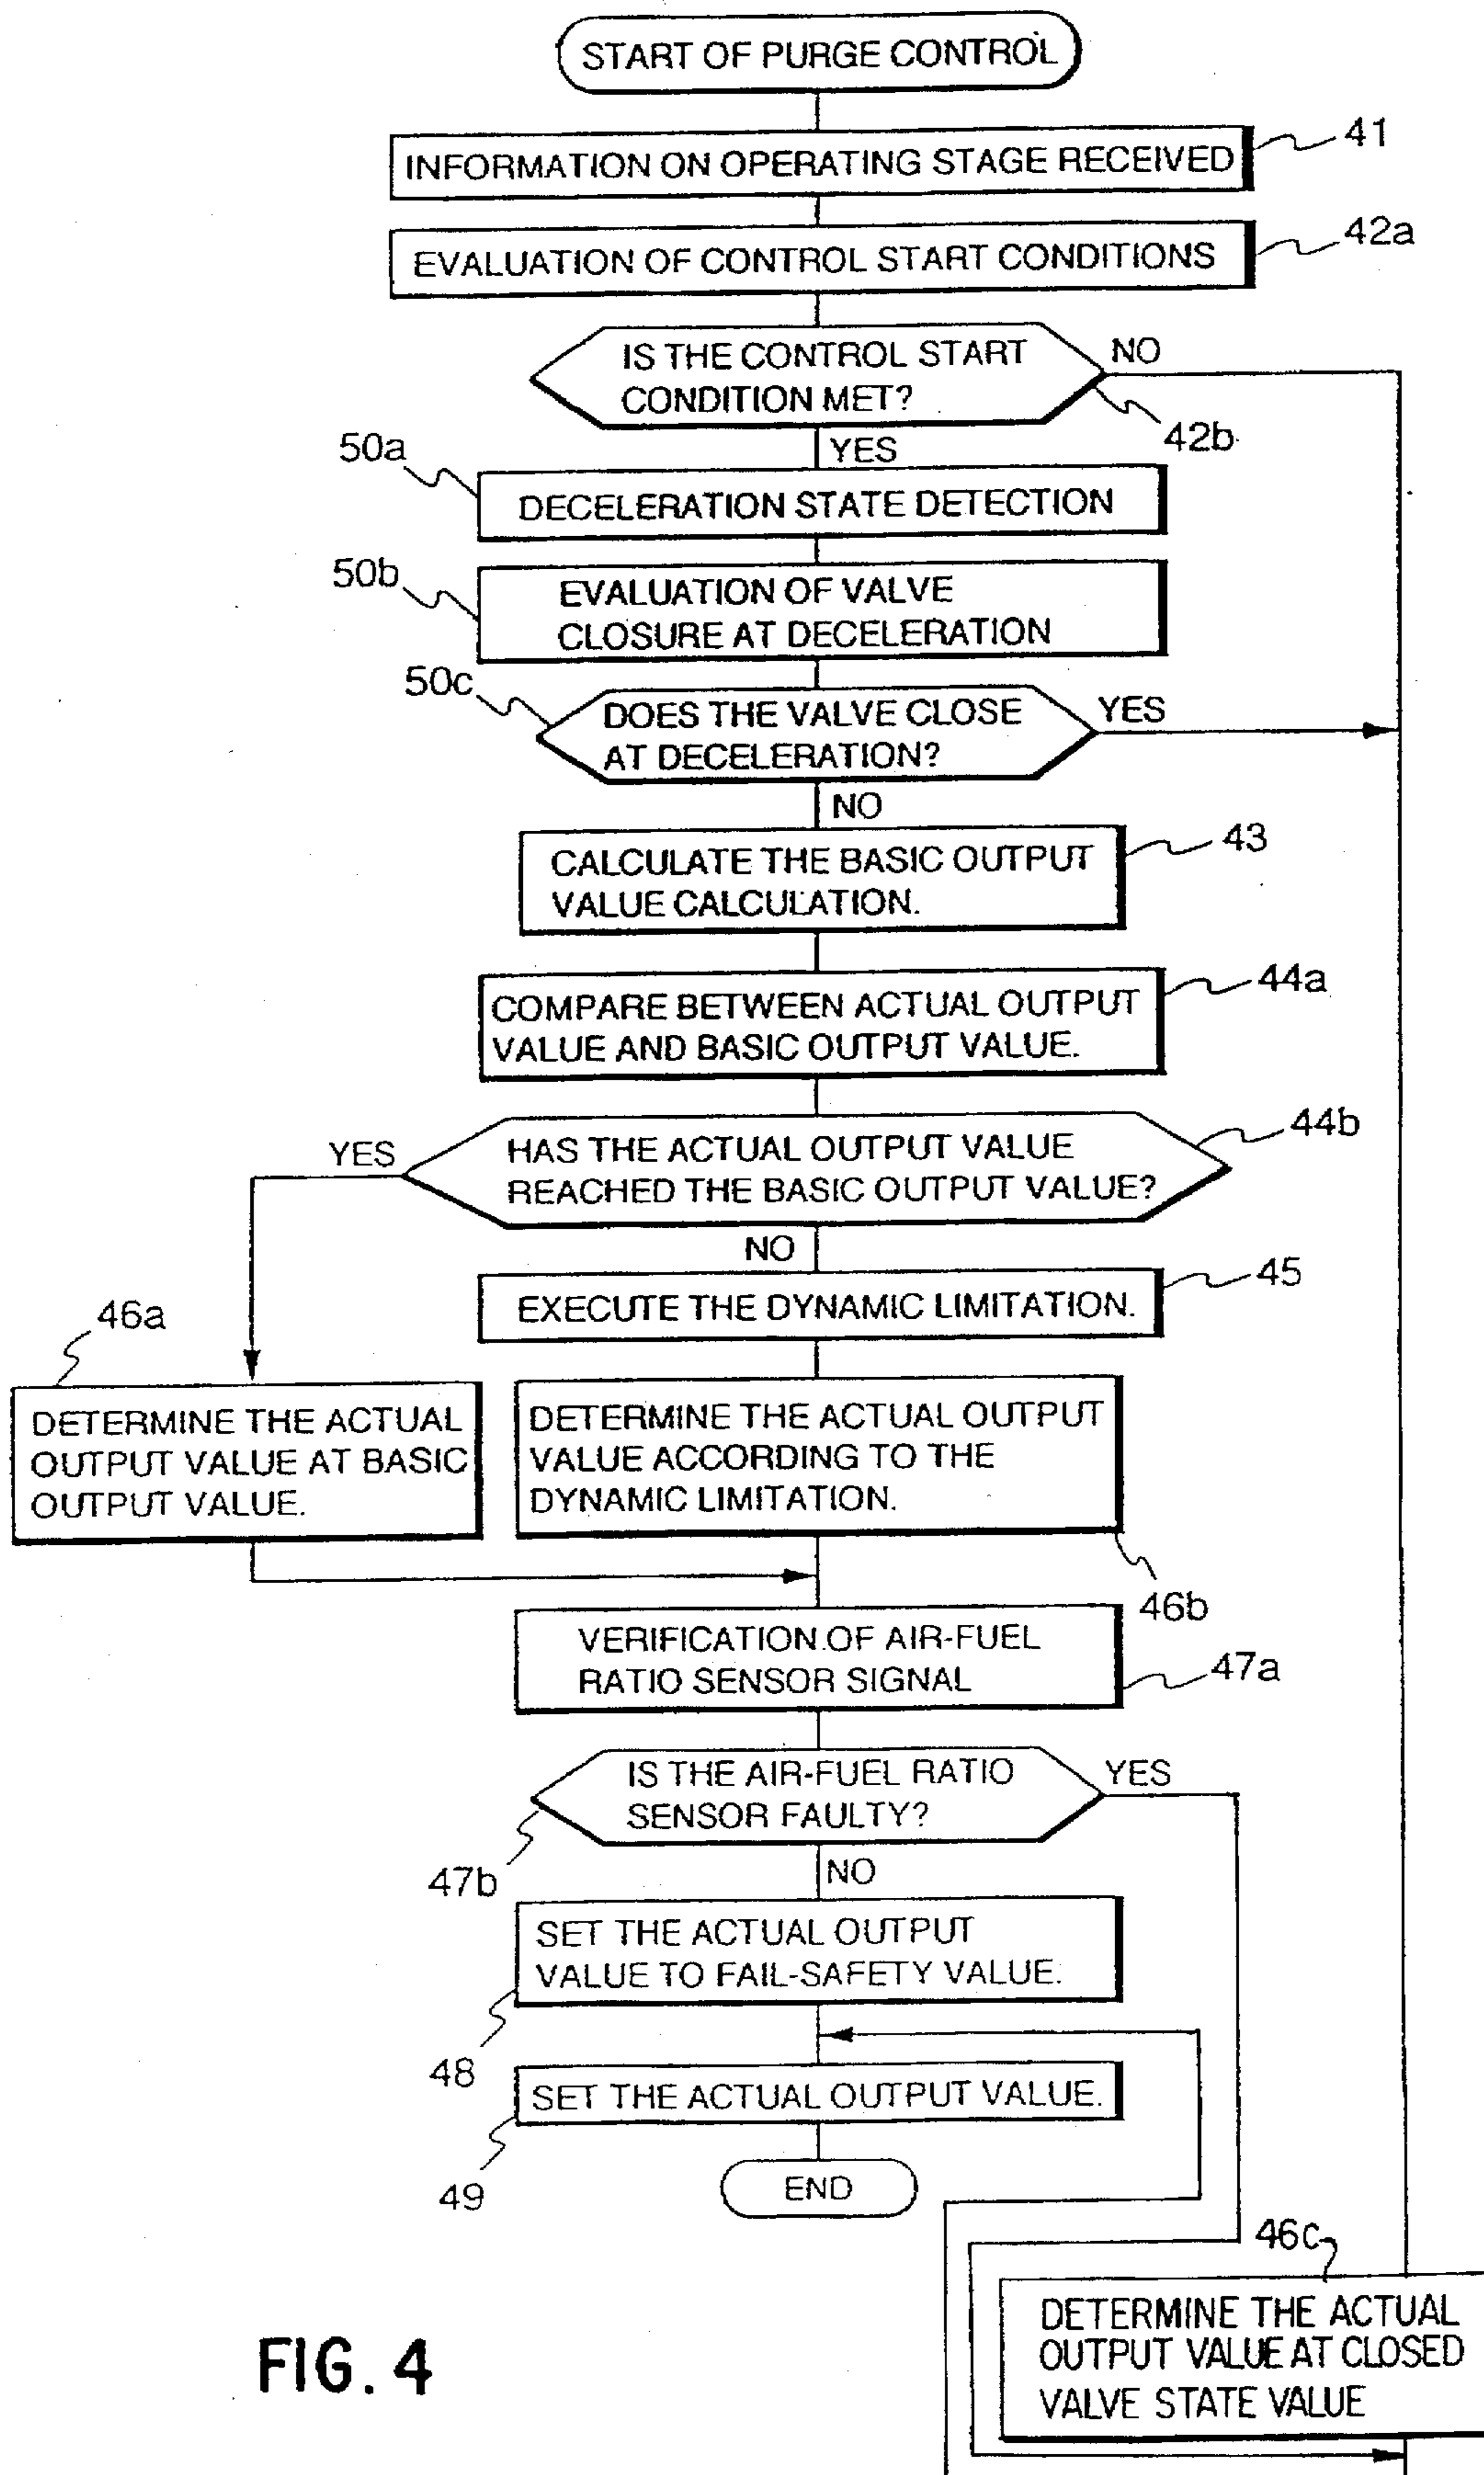 START OF PURGE CONTROL
INFORMATION ON OPERATING STAGE RECEIVED
41
EVALUATION OF CONTROL START CONDITIONS
42a
IS THE CONTROL START
CONDITION MET?
NO
42b
YES
50a
DECELERATION STATE DETECTION
50b
EVALUATION OF VALVE
CLOSURE AT DECELERATION
50c
DOES THE VALVE CLOSE
AT DECELERATION?
YES
NO
CALCULATE THE BASIC OUTPUT
VALUE CALCULATION.
43
COMPARE BETWEEN ACTUAL OUTPUT
VALUE AND BASIC OUTPUT VALUE.
44a
YES
HAS THE ACTUAL OUTPUT VALUE
REACHED THE BASIC OUTPUT VALUE?
44b
NO
EXECUTE THE DYNAMIC LIMITATION.
45
46a
DETERMINE THE ACTUAL
OUTPUT VALUE AT BASIC
OUTPUT VALUE.
DETERMINE THE ACTUAL OUTPUT
VALUE ACCORDING TO THE
DYNAMIC LIMITATION.
46b
VERIFICATION OF AIR-FUEL
RATIO SENSOR SIGNAL
47a
IS THE AIR-FUEL RATIO
SENSOR FAULTY?
YES
47b
NO
SET THE ACTUAL OUTPUT
VALUE TO FAIL-SAFETY VALUE.
48
SET THE ACTUAL OUTPUT VALUE.
49
END
46c
DETERMINE THE ACTUAL
OUTPUT VALUE AT CLOSED
VALVE STATE VALUE
FIG. 4